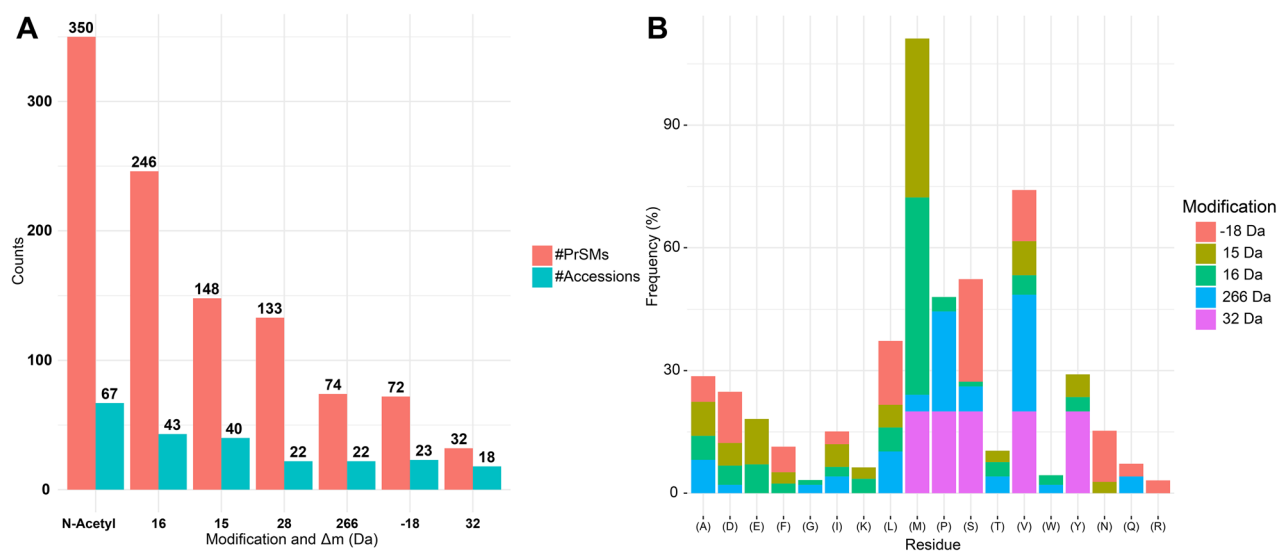 A
350
300
246
200
148
133
100
74
72
67
43
40
32
22
22
23
18
0
N-Acetyl 16 15 28 266 -18 32
Modification and Δm (Da)
Counts
#PrSMs
#Accessions
B
90
60
30
0
Frequency (%)
(A) (D) (E) (F) (G) (I) (K) (L) (M) (P) (S) (T) (V) (W) (Y) (N) (Q) (R)
Residue
Modification
-18 Da
15 Da
16 Da
266 Da
32 Da